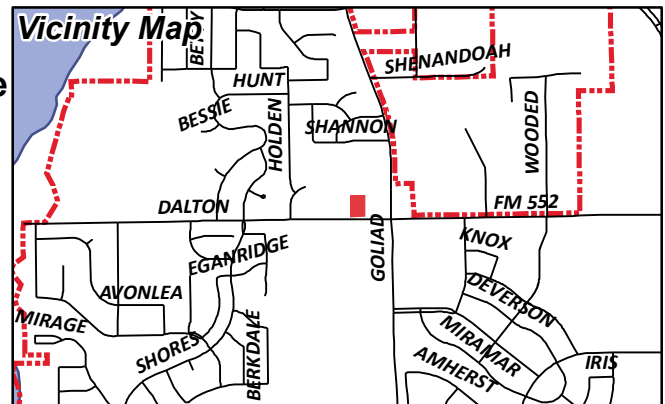 Vicinity Map
e
BETTY
SHENANDOAH
HUNT
BESSIE
HOLDEN
SHANNON
WOODED
DALTON
FM 552
GOLIAD
KNOX
EGANRIDGE
AVONLEA
DEVERSON
MIRAGE
SHORES
BERKDALE
MIRAMAR
AMHERST
IRIS